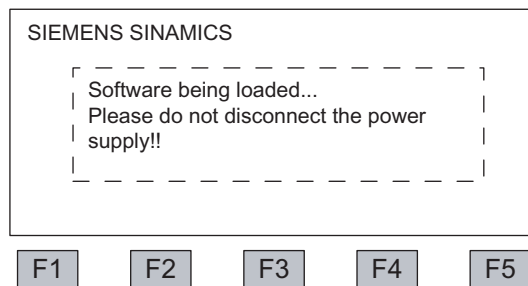 SIEMENS SINAMICS
Software being loaded...
Please do not disconnect the power
supply!!
F1 F2 F3 F4 F5